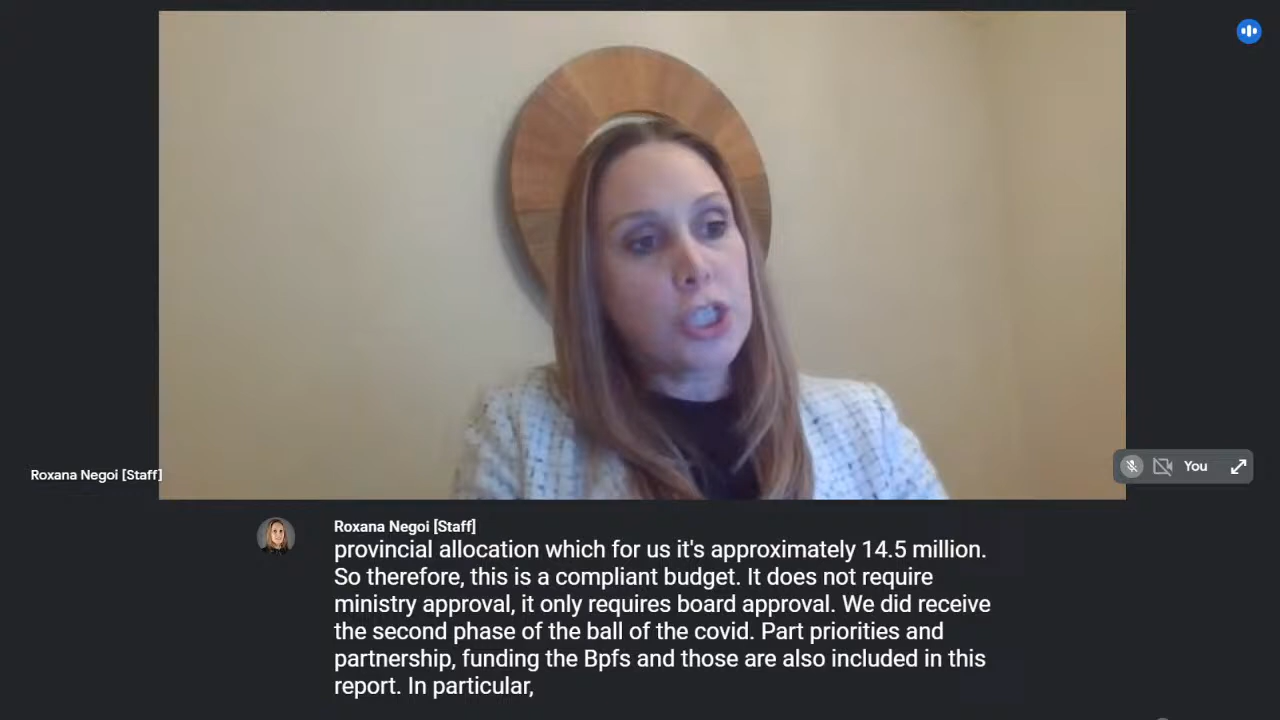 Roxana Negoi [Staff]
You
Roxana Negoi [Staff]
provincial allocation which for us it's approximately 14.5 million.
So therefore, this is a compliant budget. It does not require
ministry approval, it only requires board approval. We did receive
the second phase of the ball of the covid. Part priorities and
partnership, funding the Bpfs and those are also included in this
report. In particular,